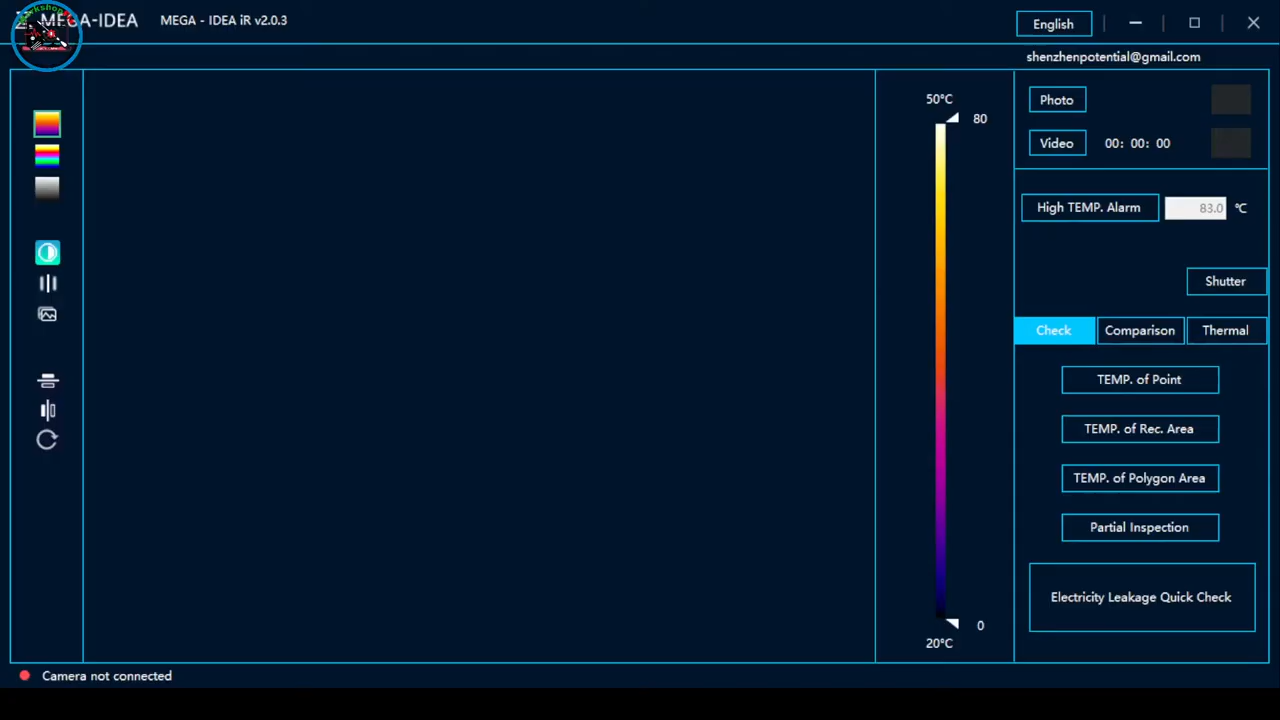 MEGA-IDEA
MEGA - IDEA iR v2.0.3
English
shenzhenpotential@gmail.com
50°C
80
0
20°C
Photo
Video
00: 00: 00
High TEMP. Alarm
83.0
℃
Shutter
Check
Comparison
Thermal
TEMP. of Point
TEMP. of Rec. Area
TEMP. of Polygon Area
Partial Inspection
Electricity Leakage Quick Check
Camera not connected